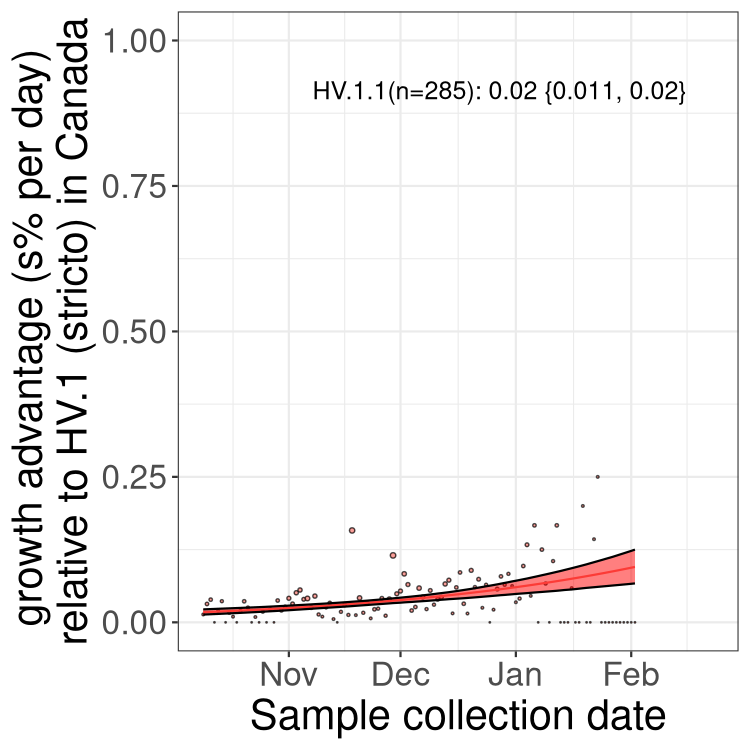 growth advantage (s% per day)
relative to HV.1 (stricto) in Canada
1.00
0.75
0.50
0.25
0.00
HV.1.1(n=285): 0.02 {0.011, 0.02}
Nov Dec Jan Feb
Sample collection date